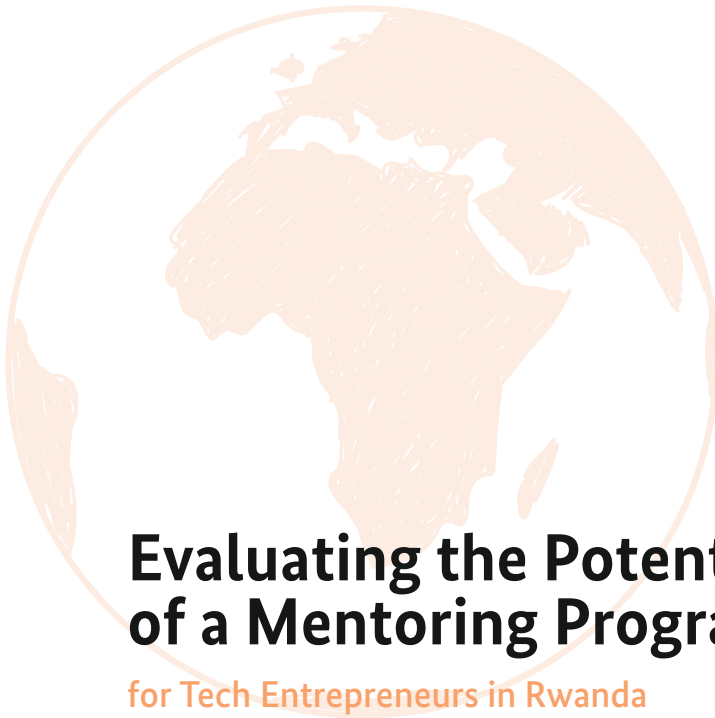 Evaluating the Potent
of a Mentoring Progra
for Tech Entrepreneurs in Rwanda